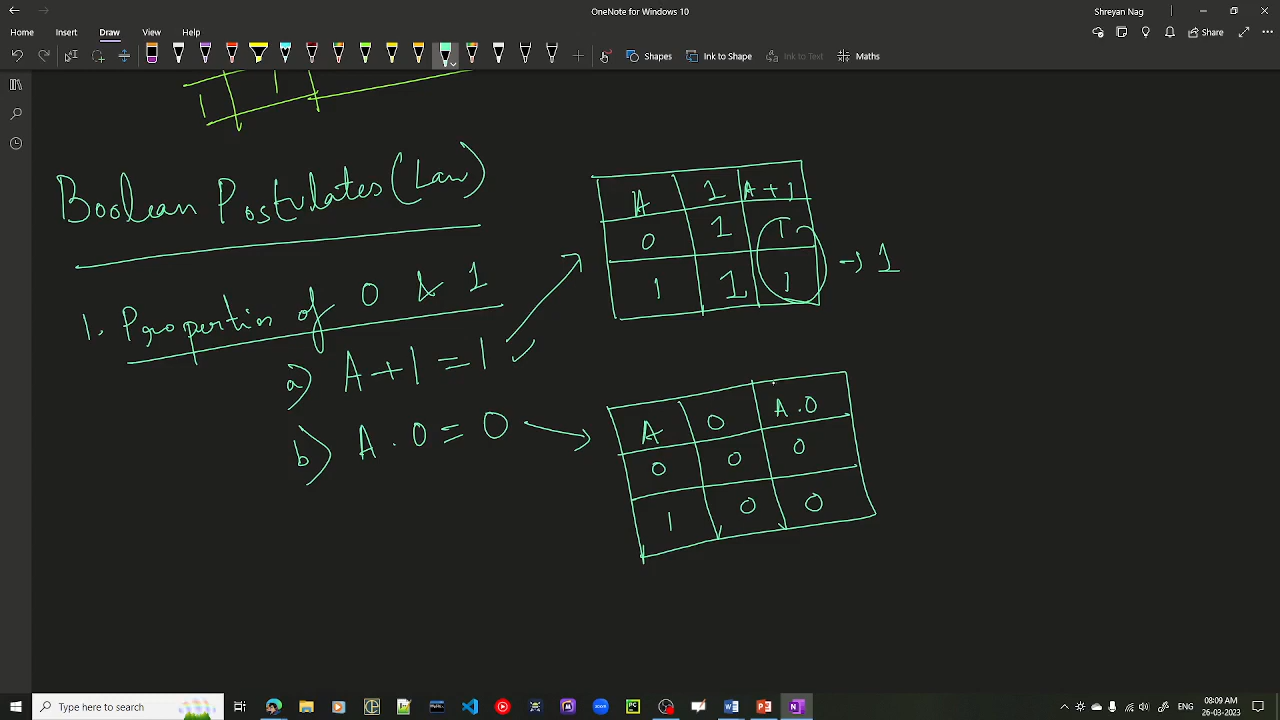 OneNote for Windows 10
Shreyan Nag
Home Insert Draw View Help
Share
Shapes Ink to Shape Ink to Text Maths
1 1
Boolean Postulates (Law)
1. Properties of 0 & 1
a) A + 1 = 1
b) A . 0 = 0
A 1 A + 1
0 1 1
1 1 1
→ 1
A 0 A . 0
0 0 0
1 0 0
Type here to search
08:09 AM
26-03-2023